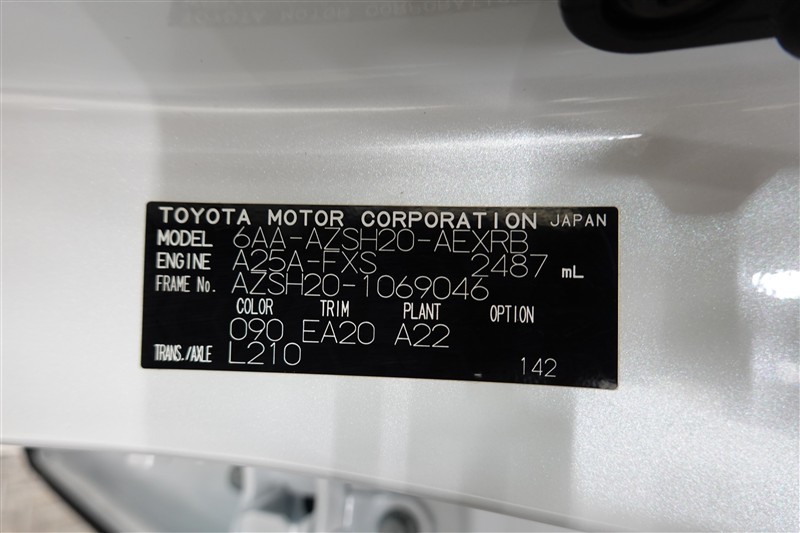 TOYOTA MOTOR CORPORATION JAPAN
MODEL 6AA-AZSH20-AEXRB
ENGINE A25A-FXS 2487 mL
FRAME No. AZSH20-1069046
COLOR TRIM PLANT OPTION
090 EA20 A22
TRANS./AXLE L210
142